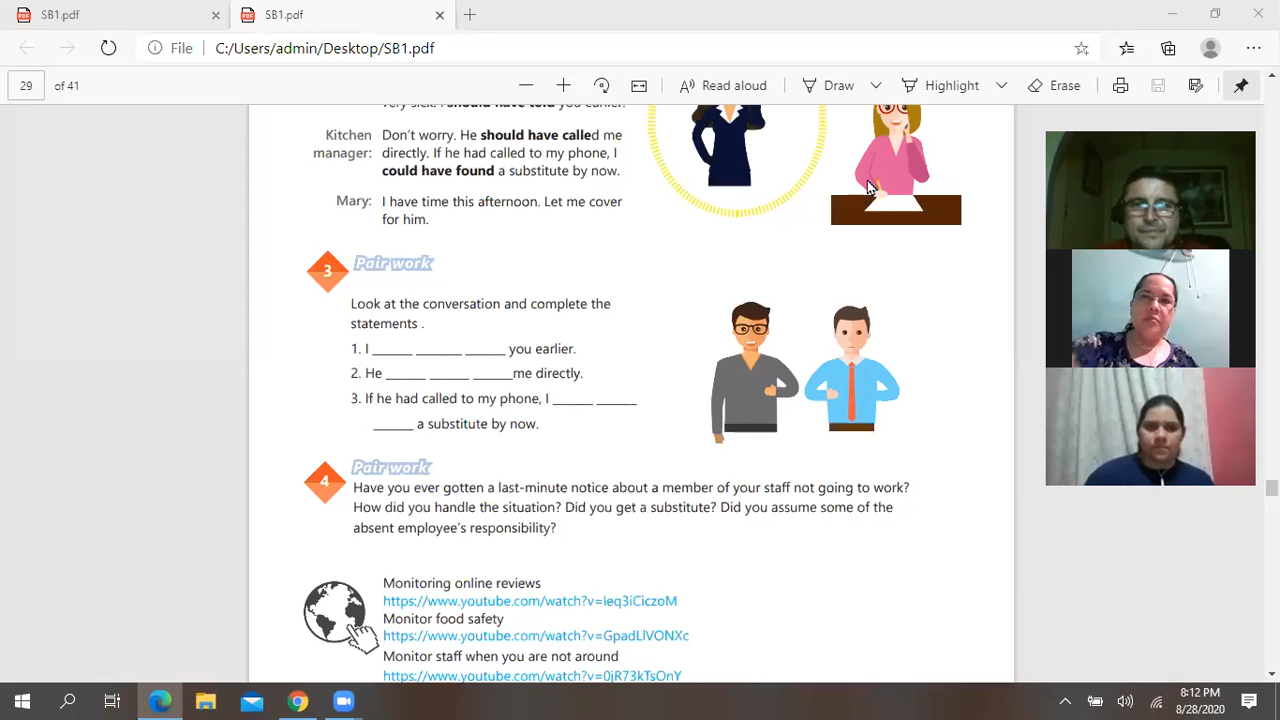 SB1.pdf
SB1.pdf
File C:/Users/admin/Desktop/SB1.pdf
29 of 41
Read aloud Draw Highlight Erase
very sick. I should have told you earlier.
Kitchen manager:
Don't worry. He should have called me
directly. If he had called to my phone, I
could have found a substitute by now.
Mary: I have time this afternoon. Let me cover
for him.
3 Pair work
Look at the conversation and complete the
statements .
1. I ______ _______ ______ you earlier.
2. He ______ ______ ______me directly.
3. If he had called to my phone, I ______ ______
______ a substitute by now.
4 Pair work
Have you ever gotten a last-minute notice about a member of your staff not going to work?
How did you handle the situation? Did you get a substitute? Did you assume some of the
absent employee's responsibility?
Monitoring online reviews
https://www.youtube.com/watch?v=Ieq3iCiczoM
Monitor food safety
https://www.youtube.com/watch?v=GpadLlVONXc
Monitor staff when you are not around
https://www.youtube.com/watch?v=0jR73kTsOnY
8:12 PM
8/28/2020